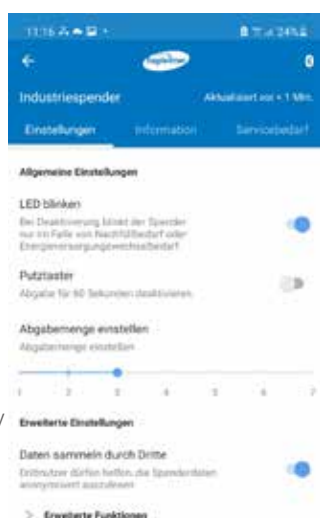 11:16
24%
hagleitner
Industriespender
Aktualisiert vor < 1 Min.
Einstellungen Information Servicebedarf
Allgemeine Einstellungen
LED blinken
Bei Deaktivierung blinkt der Spender
nur im Falle von Nachfüllbedarf oder
Energieversorgungswechselbedarf
Putztaster
Abgabe für 60 Sekunden deaktivieren
Abgabemenge einstellen
Abgabemenge einstellen
1 2 3 4 5 6 7
Erweiterte Einstellungen
Daten sammeln durch Dritte
Drittnutzer dürfen helfen, die Spenderdaten
anonymisiert auszulesen
> Erweiterte Funktionen